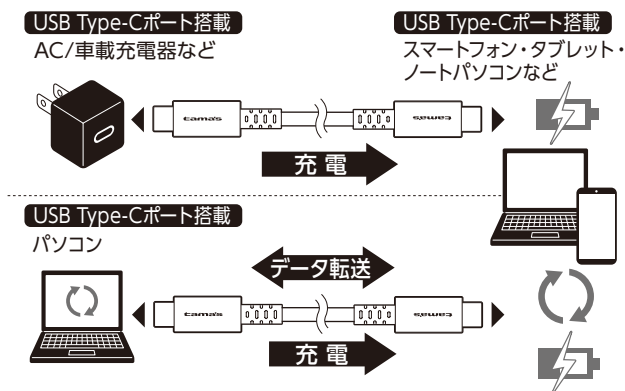 USB Type-Cポート搭載
AC/車載充電器など
USB Type-Cポート搭載
スマートフォン・タブレット・
ノートパソコンなど
tama's
tama's
充電
USB Type-Cポート搭載
パソコン
データ転送
tama's
tama's
充電